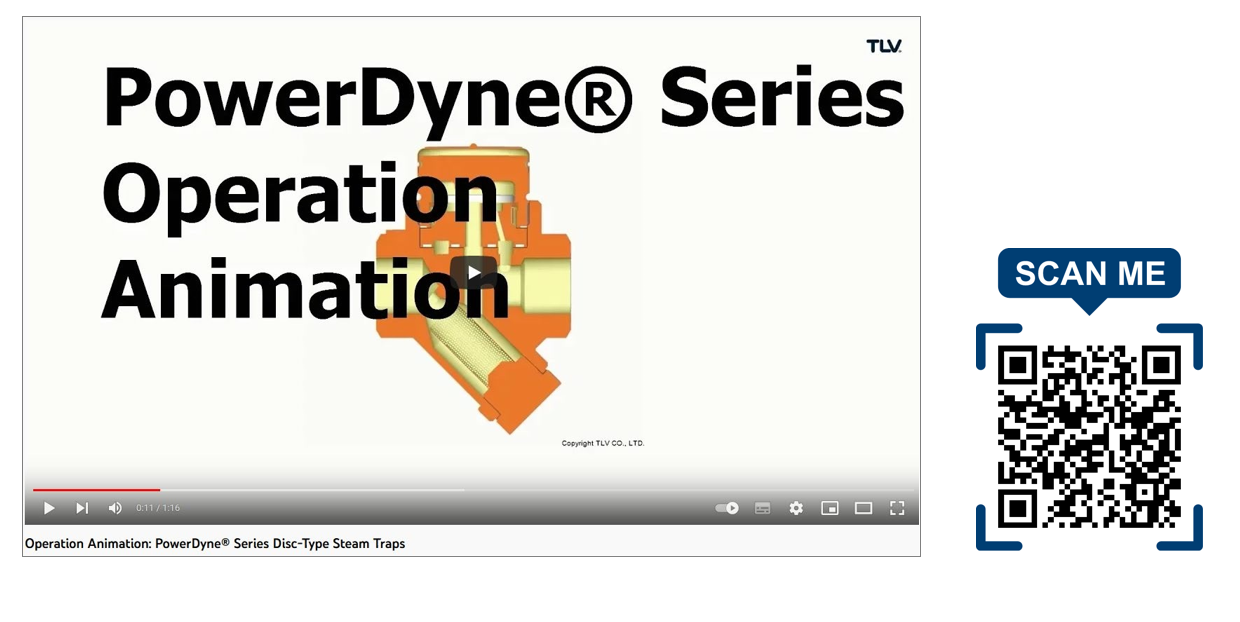 TLV.
PowerDyne® Series
Operation
Animation
Copyright TLV CO., LTD.
0:11 / 1:16
Operation Animation: PowerDyne® Series Disc-Type Steam Traps
SCAN ME